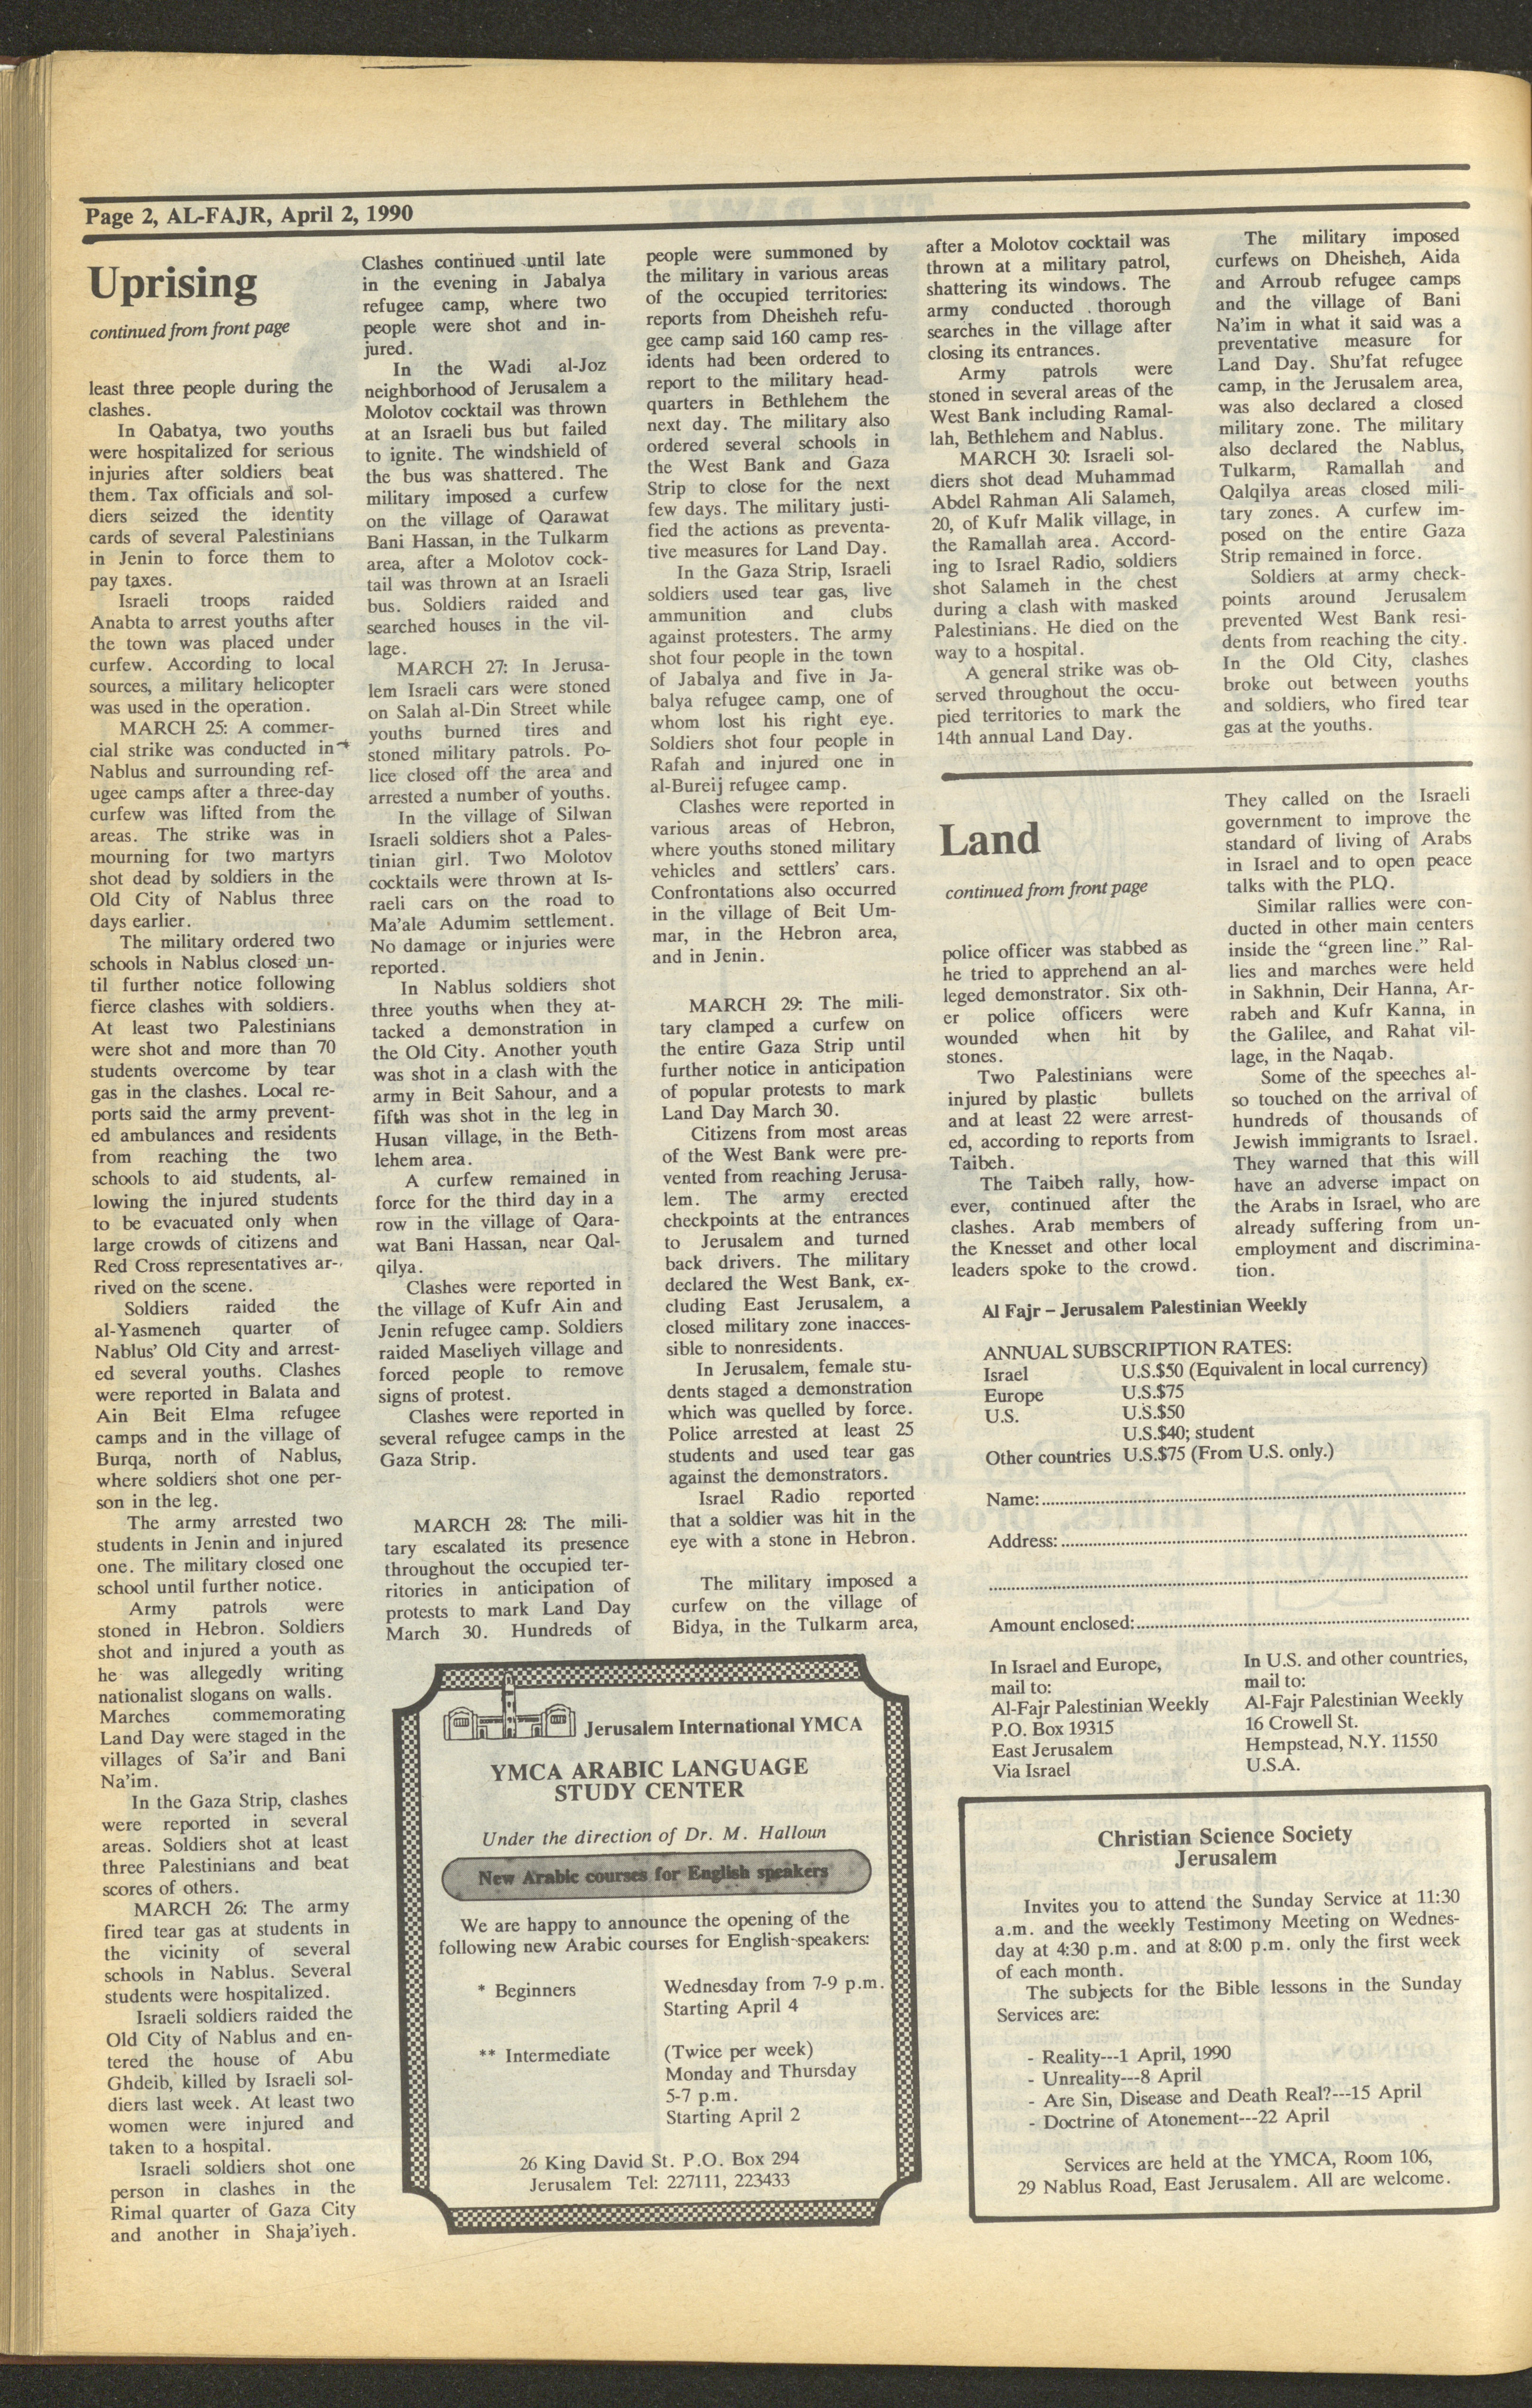 Page 2, AL-FAJR, April 2, 1990
Uprising
continued from front page
least three people during the
clashes.
In Qabatya, two youths
were hospitalized for serious
injuries after soldiers beat
them. Tax officials and sol-
diers seized the identity
cards of several Palestinians
in Jenin to force them to
pay taxes.
Israeli troops raided
Anabta to arrest youths after
the town was placed under
curfew. According to local
sources, a military helicopter
was used in the operation.
MARCH 25: A commer-
cial strike was conducted in
Nablus and surrounding ref-
ugee camps after a three-day
curfew was lifted from the
areas. The strike was in
mourning for two martyrs
shot dead by soldiers in the
Old City of Nablus three
days earlier.
The military ordered two
schools in Nablus closed un-
til further notice following
fierce clashes with soldiers.
At least two Palestinians
were shot and more than 70
students overcome by tear
gas in the clashes. Local re-
ports said the army prevent-
ed ambulances and residents
from reaching the two
schools to aid students, al-
lowing the injured students
to be evacuated only when
large crowds of citizens and
Red Cross representatives ar-
rived on the scene.
Soldiers raided the
al-Yasmeneh quarter of
Nablus' Old City and arrest-
ed several youths. Clashes
were reported in Balata and
Ain Beit Elma refugee
camps and in the village of
Burqa, north of Nablus,
where soldiers shot one per-
son in the leg.
The army arrested two
students in Jenin and injured
one. The military closed one
school until further notice.
Army patrols were
stoned in Hebron. Soldiers
shot and injured a youth as
he was allegedly writing
nationalist slogans on walls.
Marches commemorating
Land Day were staged in the
villages of Sa'ir and Bani
Na'im.
In the Gaza Strip, clashes
were reported in several
areas. Soldiers shot at least
three Palestinians and beat
scores of others.
MARCH 26: The army
fired tear gas at students in
the vicinity of several
schools in Nablus. Several
students were hospitalized.
Israeli soldiers raided the
Old City of Nablus and en-
tered the house of Abu
Ghdeib, killed by Israeli sol-
diers last week. At least two
women were injured and
taken to a hospital.
Israeli soldiers shot one
person in clashes in the
Rimal quarter of Gaza City
and another in Shaja'iyeh.
Clashes continued until late
in the evening in Jabalya
refugee camp, where two
people were shot and in-
jured.
In the Wadi al-Joz
neighborhood of Jerusalem a
Molotov cocktail was thrown
at an Israeli bus but failed
to ignite. The windshield of
the bus was shattered. The
military imposed a curfew
on the village of Qarawat
Bani Hassan, in the Tulkarm
area, after a Molotov cock-
tail was thrown at an Israeli
bus. Soldiers raided and
searched houses in the vil-
lage.
MARCH 27: In Jerusa-
lem Israeli cars were stoned
on Salah al-Din Street while
youths burned tires and
stoned military patrols. Po-
lice closed off the area and
arrested a number of youths.
In the village of Silwan
Israeli soldiers shot a Pales-
tinian girl. Two Molotov
cocktails were thrown at Is-
raeli cars on the road to
Ma'ale Adumim settlement.
No damage or injuries were
reported.
In Nablus soldiers shot
three youths when they at-
tacked a demonstration in
the Old City. Another youth
was shot in a clash with the
army in Beit Sahour, and a
fifth was shot in the leg in
Husan village, in the Beth-
lehem area.
A curfew remained in
force for the third day in a
row in the village of Qara-
wat Bani Hassan, near Qal-
qilya.
Clashes were reported in
the village of Kufr Ain and
Jenin refugee camp. Soldiers
raided Maseliyeh village and
forced people to remove
signs of protest.
Clashes were reported in
several refugee camps in the
Gaza Strip.
MARCH 28: The mili-
tary escalated its presence
throughout the occupied ter-
ritories in anticipation of
protests to mark Land Day
March 30. Hundreds of
people were summoned by
the military in various areas
of the occupied territories:
reports from Dheisheh refu-
gee camp said 160 camp res-
idents had been ordered to
report to the military head-
quarters in Bethlehem the
next day. The military also
ordered several schools in
the West Bank and Gaza
Strip to close for the next
few days. The military justi-
fied the actions as preventa-
tive measures for Land Day.
In the Gaza Strip, Israeli
soldiers used tear gas, live
ammunition and clubs
against protesters. The army
shot four people in the town
of Jabalya and five in Ja-
balya refugee camp, one of
whom lost his right eye.
Soldiers shot four people in
Rafah and injured one in
al-Bureij refugee camp.
Clashes were reported in
various areas of Hebron,
where youths stoned military
vehicles and settlers' cars.
Confrontations also occurred
in the village of Beit Um-
mar, in the Hebron area,
and in Jenin.
MARCH 29: The mili-
tary clamped a curfew on
the entire Gaza Strip until
further notice in anticipation
of popular protests to mark
Land Day March 30.
Citizens from most areas
of the West Bank were pre-
vented from reaching Jerusa-
lem. The army erected
checkpoints at the entrances
to Jerusalem and turned
back drivers. The military
declared the West Bank, ex-
cluding East Jerusalem, a
closed military zone inacces-
sible to nonresidents.
In Jerusalem, female stu-
dents staged a demonstration
which was quelled by force.
Police arrested at least 25
students and used tear gas
against the demonstrators.
Israel Radio reported
that a soldier was hit in the
eye with a stone in Hebron.
The military imposed a
curfew on the village of
Bidya, in the Tulkarm area,
after a Molotov cocktail was
thrown at a military patrol,
shattering its windows. The
army conducted thorough
searches in the village after
closing its entrances.
Army patrols were
stoned in several areas of the
West Bank including Ramal-
lah, Bethlehem and Nablus.
MARCH 30: Israeli sol-
diers shot dead Muhammad
Abdel Rahman Ali Salameh,
20, of Kufr Malik village, in
the Ramallah area. Accord-
ing to Israel Radio, soldiers
shot Salameh in the chest
during a clash with masked
Palestinians. He died on the
way to a hospital.
A general strike was ob-
served throughout the occu-
pied territories to mark the
14th annual Land Day.
The military imposed
curfews on Dheisheh, Aida
and Arroub refugee camps
and the village of Bani
Na'im in what it said was a
preventative measure for
Land Day. Shu'fat refugee
camp, in the Jerusalem area,
was also declared a closed
military zone. The military
also declared the Nablus,
Tulkarm, Ramallah and
Qalqilya areas closed mili-
tary zones. A curfew im-
posed on the entire Gaza
Strip remained in force.
Soldiers at army check-
points around Jerusalem
prevented West Bank resi-
dents from reaching the city.
In the Old City, clashes
broke out between youths
and soldiers, who fired tear
gas at the youths.
Land
continued from front page
police officer was stabbed as
he tried to apprehend an al-
leged demonstrator. Six oth-
er police officers were
wounded when hit by
stones.
Two Palestinians were
injured by plastic bullets
and at least 22 were arrest-
ed, according to reports from
Taibeh.
The Taibeh rally, how-
ever, continued after the
clashes. Arab members of
the Knesset and other local
leaders spoke to the crowd.
They called on the Israeli
government to improve the
standard of living of Arabs
in Israel and to open peace
talks with the PLO.
Similar rallies were con-
ducted in other main centers
inside the "green line." Ral-
lies and marches were held
in Sakhnin, Deir Hanna, Ar-
rabeh and Kufr Kanna, in
the Galilee, and Rahat vil-
lage, in the Naqab.
Some of the speeches al-
so touched on the arrival of
hundreds of thousands of
Jewish immigrants to Israel.
They warned that this will
have an adverse impact on
the Arabs in Israel, who are
already suffering from un-
employment and discrimina-
tion.
Al Fajr – Jerusalem Palestinian Weekly
ANNUAL SUBSCRIPTION RATES:
Israel U.S.$50 (Equivalent in local currency)
Europe U.S.$75
U.S. U.S.$50
U.S.$40; student
Other countries U.S.$75 (From U.S. only.)
Name:
Address:
Amount enclosed:
In Israel and Europe,
mail to:
Al-Fajr Palestinian Weekly
P.O. Box 19315
East Jerusalem
Via Israel
In U.S. and other countries,
mail to:
Al-Fajr Palestinian Weekly
16 Crowell St.
Hempstead, N.Y. 11550
U.S.A.
Jerusalem International YMCA
YMCA ARABIC LANGUAGE
STUDY CENTER
Under the direction of Dr. M. Halloun
New Arabic courses for English speakers
We are happy to announce the opening of the
following new Arabic courses for English-speakers:
* Beginners Wednesday from 7-9 p.m.
Starting April 4
** Intermediate (Twice per week)
Monday and Thursday
5-7 p.m.
Starting April 2
26 King David St. P.O. Box 294
Jerusalem Tel: 227111, 223433
Christian Science Society
Jerusalem
Invites you to attend the Sunday Service at 11:30
a.m. and the weekly Testimony Meeting on Wednes-
day at 4:30 p.m. and at 8:00 p.m. only the first week
of each month.
The subjects for the Bible lessons in the Sunday
Services are:
- Reality---1 April, 1990
- Unreality---8 April
- Are Sin, Disease and Death Real?---15 April
- Doctrine of Atonement---22 April
Services are held at the YMCA, Room 106,
29 Nablus Road, East Jerusalem. All are welcome.